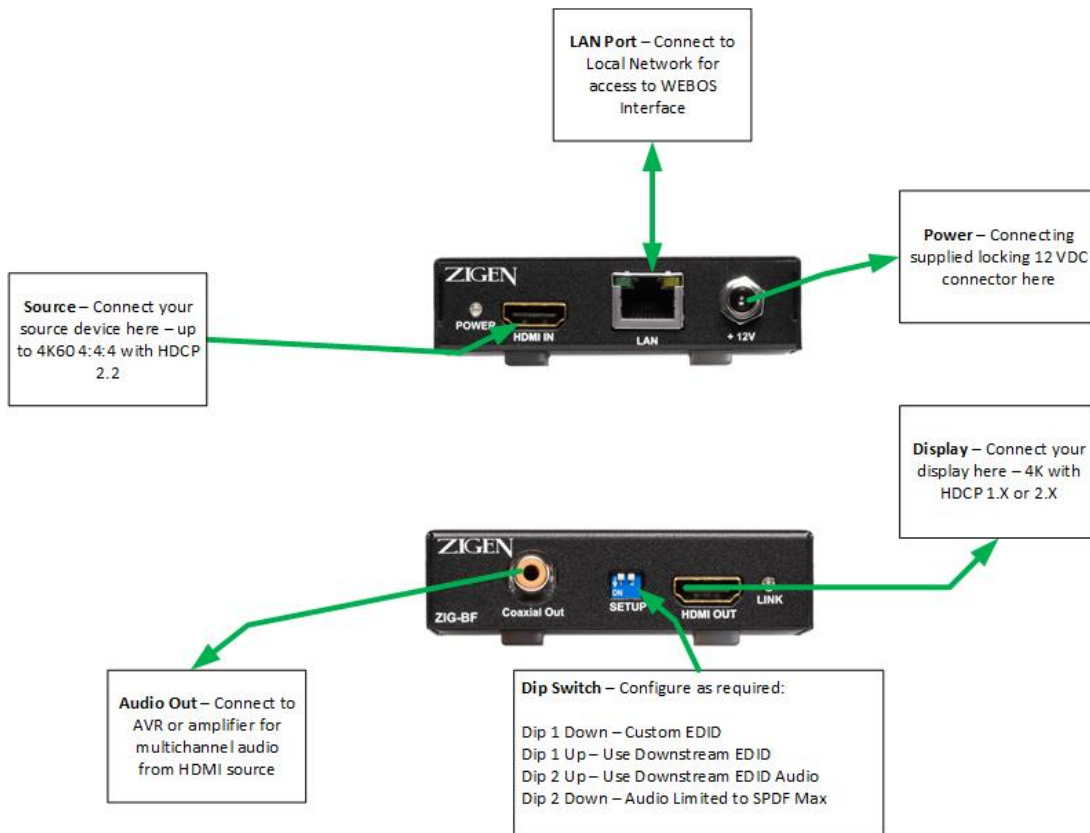 LAN Port – Connect to
Local Network for
access to WEBOS
Interface
Power – Connecting
supplied locking 12 VDC
connector here
Source – Connect your
source device here – up
to 4K60 4:4:4 with HDCP
2.2
ZIGEN
POWER
HDMI IN
LAN
+ 12V
Display – Connect your
display here – 4K with
HDCP 1.X or 2.X
ZIGEN
ZIG-BF
Coaxial Out
ON
SETUP
HDMI OUT
LINK
Audio Out – Connect to
AVR or amplifier for
multichannel audio
from HDMI source
Dip Switch – Configure as required:
Dip 1 Down – Custom EDID
Dip 1 Up – Use Downstream EDID
Dip 2 Up – Use Downstream EDID Audio
Dip 2 Down – Audio Limited to SPDF Max